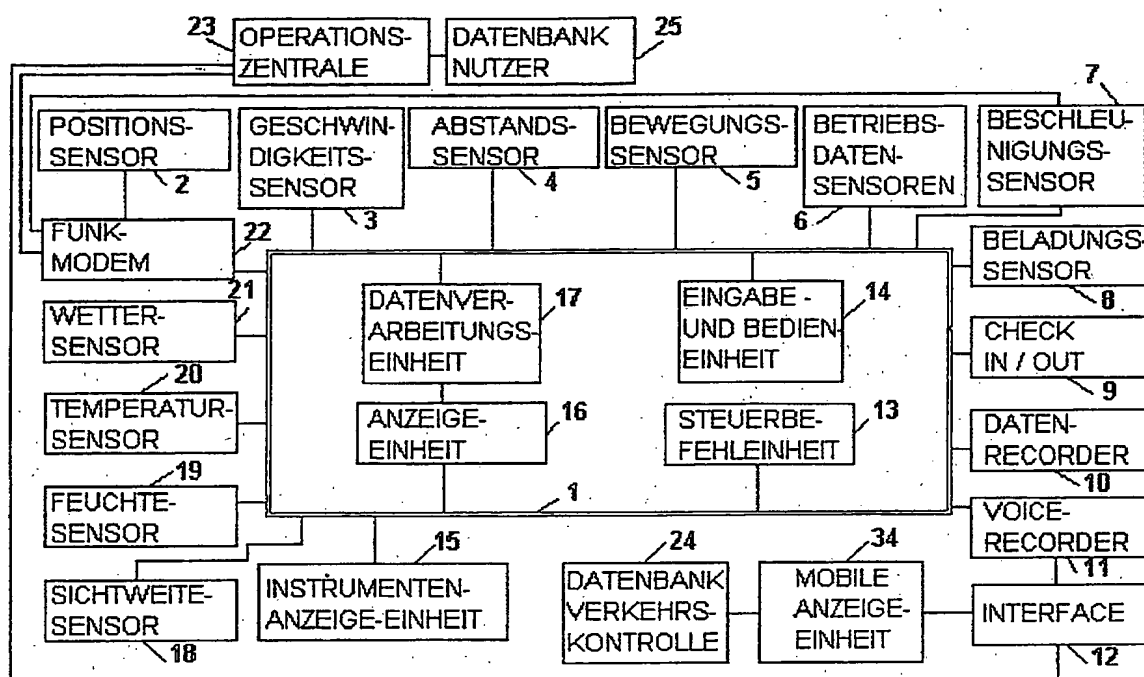 23
OPERATIONS-
ZENTRALE
DATENBANK
NUTZER
25
7
POSITIONS-
SENSOR
2
GESCHWIN-
DIGKEITS-
SENSOR
3
ABSTANDS-
SENSOR
4
BEWEGUNGS-
SENSOR
5
BETRIEBS-
DATEN-
SENSOREN
6
BESCHLEU-
NIGUNGS-
SENSOR
FUNK-
MODEM
22
BELADUNGS-
SENSOR
8
21
WETTER-
SENSOR
DATENVER-
ARBEITUNGS-
EINHEIT
17
EINGABE -
UND BEDIEN-
EINHEIT
14
CHECK
IN / OUT
9
20
TEMPERATUR-
SENSOR
ANZEIGE-
EINHEIT
16
STEUERBE-
FEHLEINHEIT
13
DATEN-
RECORDER
10
19
FEUCHTE-
SENSOR
1
VOICE-
RECORDER
11
SICHTWEITE-
SENSOR
18
15
INSTRUMENTEN-
ANZEIGE-EINHEIT
24
DATENBANK
VERKEHRS-
KONTROLLE
34
MOBILE
ANZEIGE-
EINHEIT
INTERFACE
12